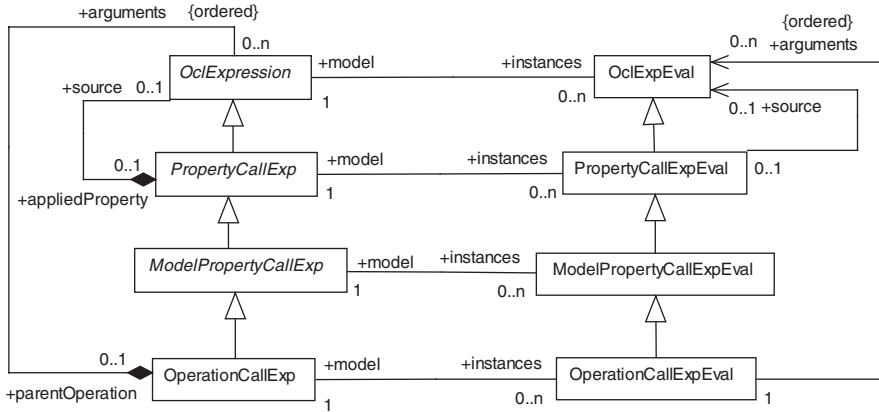 +arguments {ordered}
{ordered}
0..n
0..n
+arguments
OclExpression
+model
+instances
OclExpEval
+source
0..1
1
0..n
0..1
+source
0..1
PropertyCallExp
+model
+instances
PropertyCallExpEval
0..1
+appliedProperty
1
0..n
ModelPropertyCallExp
+model
+instances
ModelPropertyCallExpEval
1
0..n
0..1
OperationCallExp
+model
+instances
OperationCallExpEval
+parentOperation
1
0..n
1